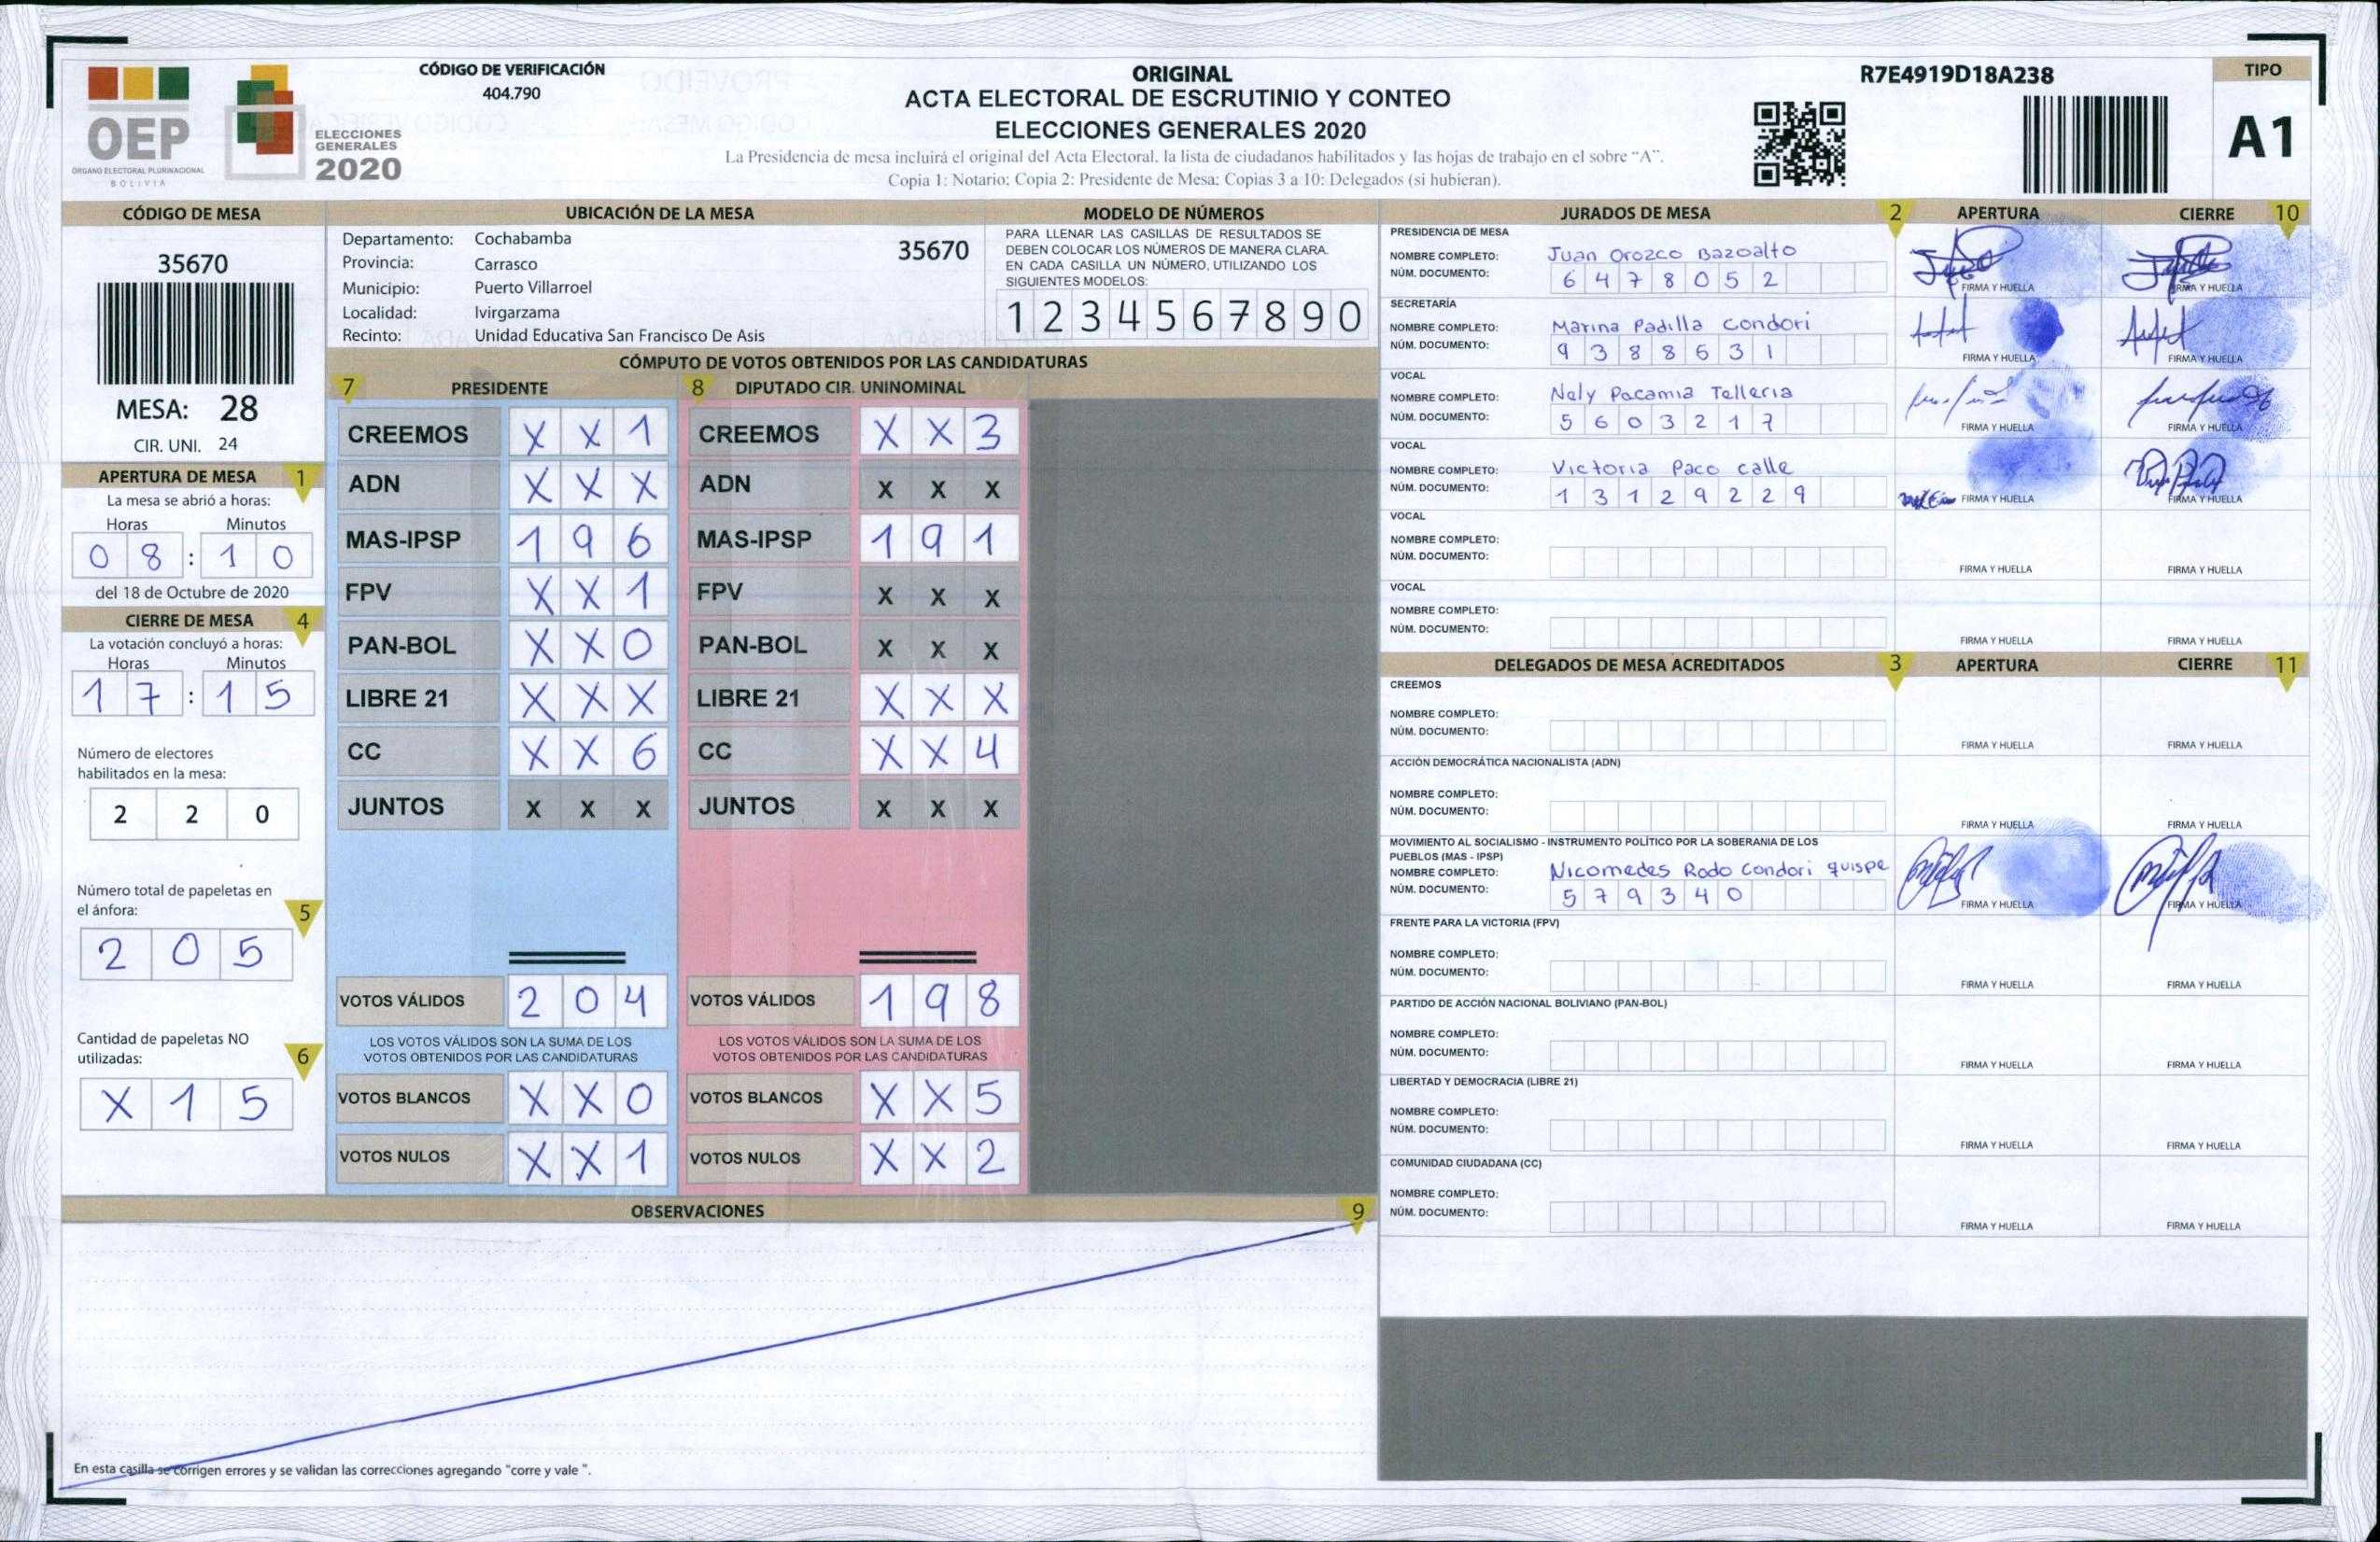 OEP
ÓRGANO ELECTORAL PLURINACIONAL
BOLIVIA
ELECCIONES
GENERALES
2020
CÓDIGO DE VERIFICACIÓN
404.790
ORIGINAL
ACTA ELECTORAL DE ESCRUTINIO Y CONTEO
ELECCIONES GENERALES 2020
La Presidencia de mesa incluirá el original del Acta Electoral, la lista de ciudadanos habilitados y las hojas de trabajo en el sobre "A".
Copia 1: Notario; Copia 2: Presidente de Mesa; Copias 3 a 10: Delegados (si hubieran).
R7E4919D18A238
TIPO
A1
CÓDIGO DE MESA
35670
MESA: 28
CIR. UNI. 24
APERTURA DE MESA 1
La mesa se abrió a horas:
Horas Minutos
0 8 : 1 0
del 18 de Octubre de 2020
CIERRE DE MESA 4
La votación concluyó a horas:
Horas Minutos
1 7 : 1 5
Número de electores
habilitados en la mesa:
2 2 0
Número total de papeletas en
el ánfora: 5
2 0 5
Cantidad de papeletas NO
utilizadas: 6
X 1 5
UBICACIÓN DE LA MESA
Departamento: Cochabamba 35670
Provincia: Carrasco
Municipio: Puerto Villarroel
Localidad: Ivirgarzama
Recinto: Unidad Educativa San Francisco De Asis
MODELO DE NÚMEROS
PARA LLENAR LAS CASILLAS DE RESULTADOS SE
DEBEN COLOCAR LOS NÚMEROS DE MANERA CLARA.
EN CADA CASILLA UN NÚMERO, UTILIZANDO LOS
SIGUIENTES MODELOS:
1 2 3 4 5 6 7 8 9 0
CÓMPUTO DE VOTOS OBTENIDOS POR LAS CANDIDATURAS
7 PRESIDENTE 8 DIPUTADO CIR. UNINOMINAL
CREEMOS X X 1 CREEMOS X X 3
ADN X X X ADN X X X
MAS-IPSP 1 9 6 MAS-IPSP 1 9 1
FPV X X 1 FPV X X X
PAN-BOL X X 0 PAN-BOL X X X
LIBRE 21 X X X LIBRE 21 X X X
CC X X 6 CC X X 4
JUNTOS X X X JUNTOS X X X
VOTOS VÁLIDOS 2 0 4 VOTOS VÁLIDOS 1 9 8
LOS VOTOS VÁLIDOS SON LA SUMA DE LOS LOS VOTOS VÁLIDOS SON LA SUMA DE LOS
VOTOS OBTENIDOS POR LAS CANDIDATURAS VOTOS OBTENIDOS POR LAS CANDIDATURAS
VOTOS BLANCOS X X 0 VOTOS BLANCOS X X 5
VOTOS NULOS X X 1 VOTOS NULOS X X 2
OBSERVACIONES 9
En esta casilla se corrigen errores y se validan las correcciones agregando "corre y vale ".
JURADOS DE MESA 2 APERTURA CIERRE 10
PRESIDENCIA DE MESA
NOMBRE COMPLETO: Juan Orozco Bazoalto
NÚM. DOCUMENTO: 6 4 7 8 0 5 2 FIRMA Y HUELLA FIRMA Y HUELLA
SECRETARÍA
NOMBRE COMPLETO: Marina Padilla Condori
NÚM. DOCUMENTO: 9 3 8 8 6 3 1 FIRMA Y HUELLA FIRMA Y HUELLA
VOCAL
NOMBRE COMPLETO: Nely Pacamia Telleria
NÚM. DOCUMENTO: 5 6 0 3 2 1 7 FIRMA Y HUELLA FIRMA Y HUELLA
VOCAL
NOMBRE COMPLETO: Victoria Paco calle
NÚM. DOCUMENTO: 1 3 1 2 9 2 2 9 FIRMA Y HUELLA FIRMA Y HUELLA
VOCAL
NOMBRE COMPLETO:
NÚM. DOCUMENTO: FIRMA Y HUELLA FIRMA Y HUELLA
VOCAL
NOMBRE COMPLETO:
NÚM. DOCUMENTO: FIRMA Y HUELLA FIRMA Y HUELLA
DELEGADOS DE MESA ACREDITADOS 3 APERTURA CIERRE 11
CREEMOS
NOMBRE COMPLETO:
NÚM. DOCUMENTO: FIRMA Y HUELLA FIRMA Y HUELLA
ACCIÓN DEMOCRÁTICA NACIONALISTA (ADN)
NOMBRE COMPLETO:
NÚM. DOCUMENTO: FIRMA Y HUELLA FIRMA Y HUELLA
MOVIMIENTO AL SOCIALISMO - INSTRUMENTO POLÍTICO POR LA SOBERANIA DE LOS
PUEBLOS (MAS - IPSP)
NOMBRE COMPLETO: Nicomedes Rodo Condori quispe
NÚM. DOCUMENTO: 5 7 9 3 4 0 FIRMA Y HUELLA FIRMA Y HUELLA
FRENTE PARA LA VICTORIA (FPV)
NOMBRE COMPLETO:
NÚM. DOCUMENTO: FIRMA Y HUELLA FIRMA Y HUELLA
PARTIDO DE ACCIÓN NACIONAL BOLIVIANO (PAN-BOL)
NOMBRE COMPLETO:
NÚM. DOCUMENTO: FIRMA Y HUELLA FIRMA Y HUELLA
LIBERTAD Y DEMOCRACIA (LIBRE 21)
NOMBRE COMPLETO:
NÚM. DOCUMENTO: FIRMA Y HUELLA FIRMA Y HUELLA
COMUNIDAD CIUDADANA (CC)
NOMBRE COMPLETO:
NÚM. DOCUMENTO: FIRMA Y HUELLA FIRMA Y HUELLA